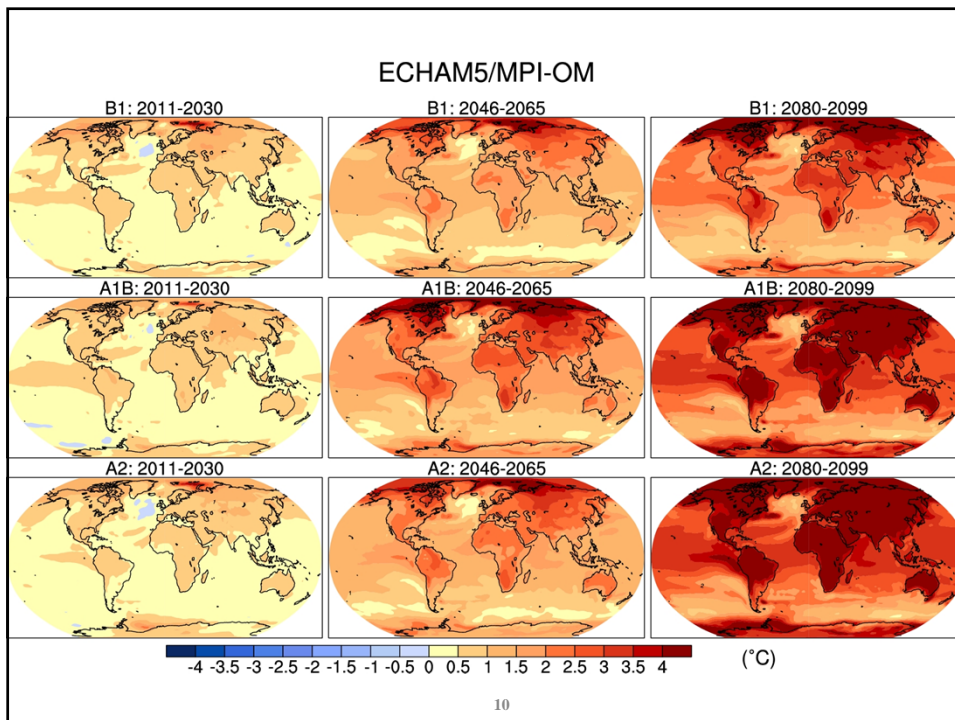 ECHAM5/MPI-OM
B1: 2011-2030 B1: 2046-2065 B1: 2080-2099
A1B: 2011-2030 A1B: 2046-2065 A1B: 2080-2099
A2: 2011-2030 A2: 2046-2065 A2: 2080-2099
-4 -3.5 -3 -2.5 -2 -1.5 -1 -0.5 0 0.5 1 1.5 2 2.5 3 3.5 4 (°C)
10